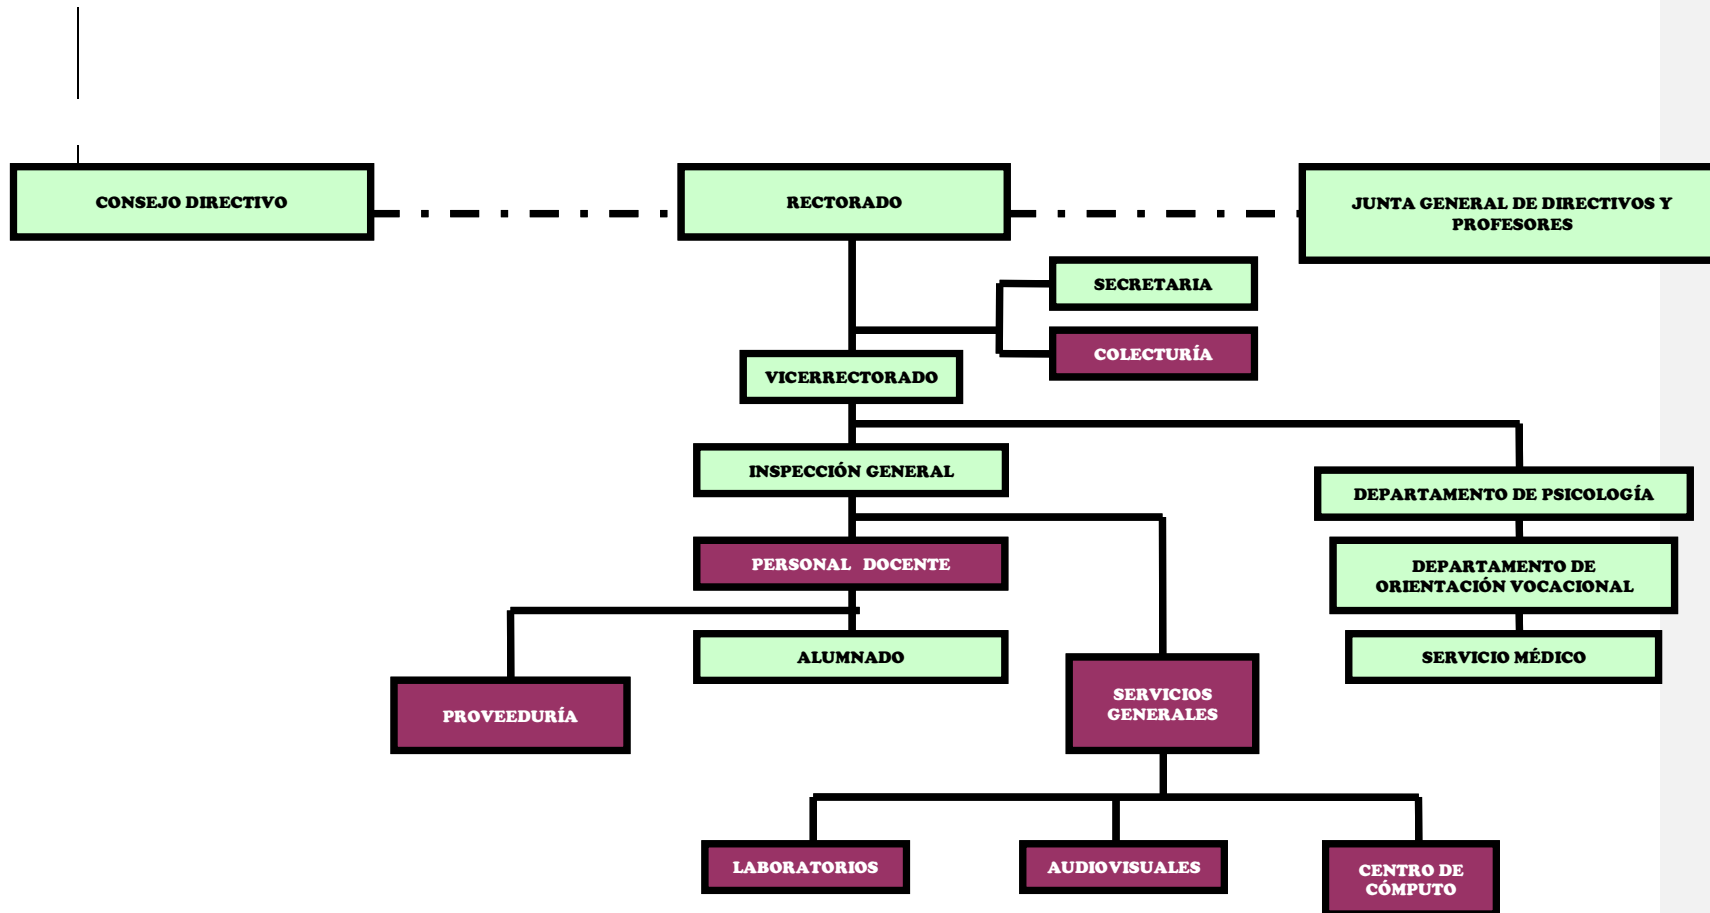 CONSEJO DIRECTIVO
RECTORADO
JUNTA GENERAL DE DIRECTIVOS Y
PROFESORES
SECRETARIA
COLECTURÍA
VICERRECTORADO
INSPECCIÓN GENERAL
DEPARTAMENTO DE PSICOLOGÍA
PERSONAL DOCENTE
DEPARTAMENTO DE
ORIENTACIÓN VOCACIONAL
ALUMNADO
SERVICIO MÉDICO
PROVEEDURÍA
SERVICIOS
GENERALES
LABORATORIOS
AUDIOVISUALES
CENTRO DE
CÓMPUTO